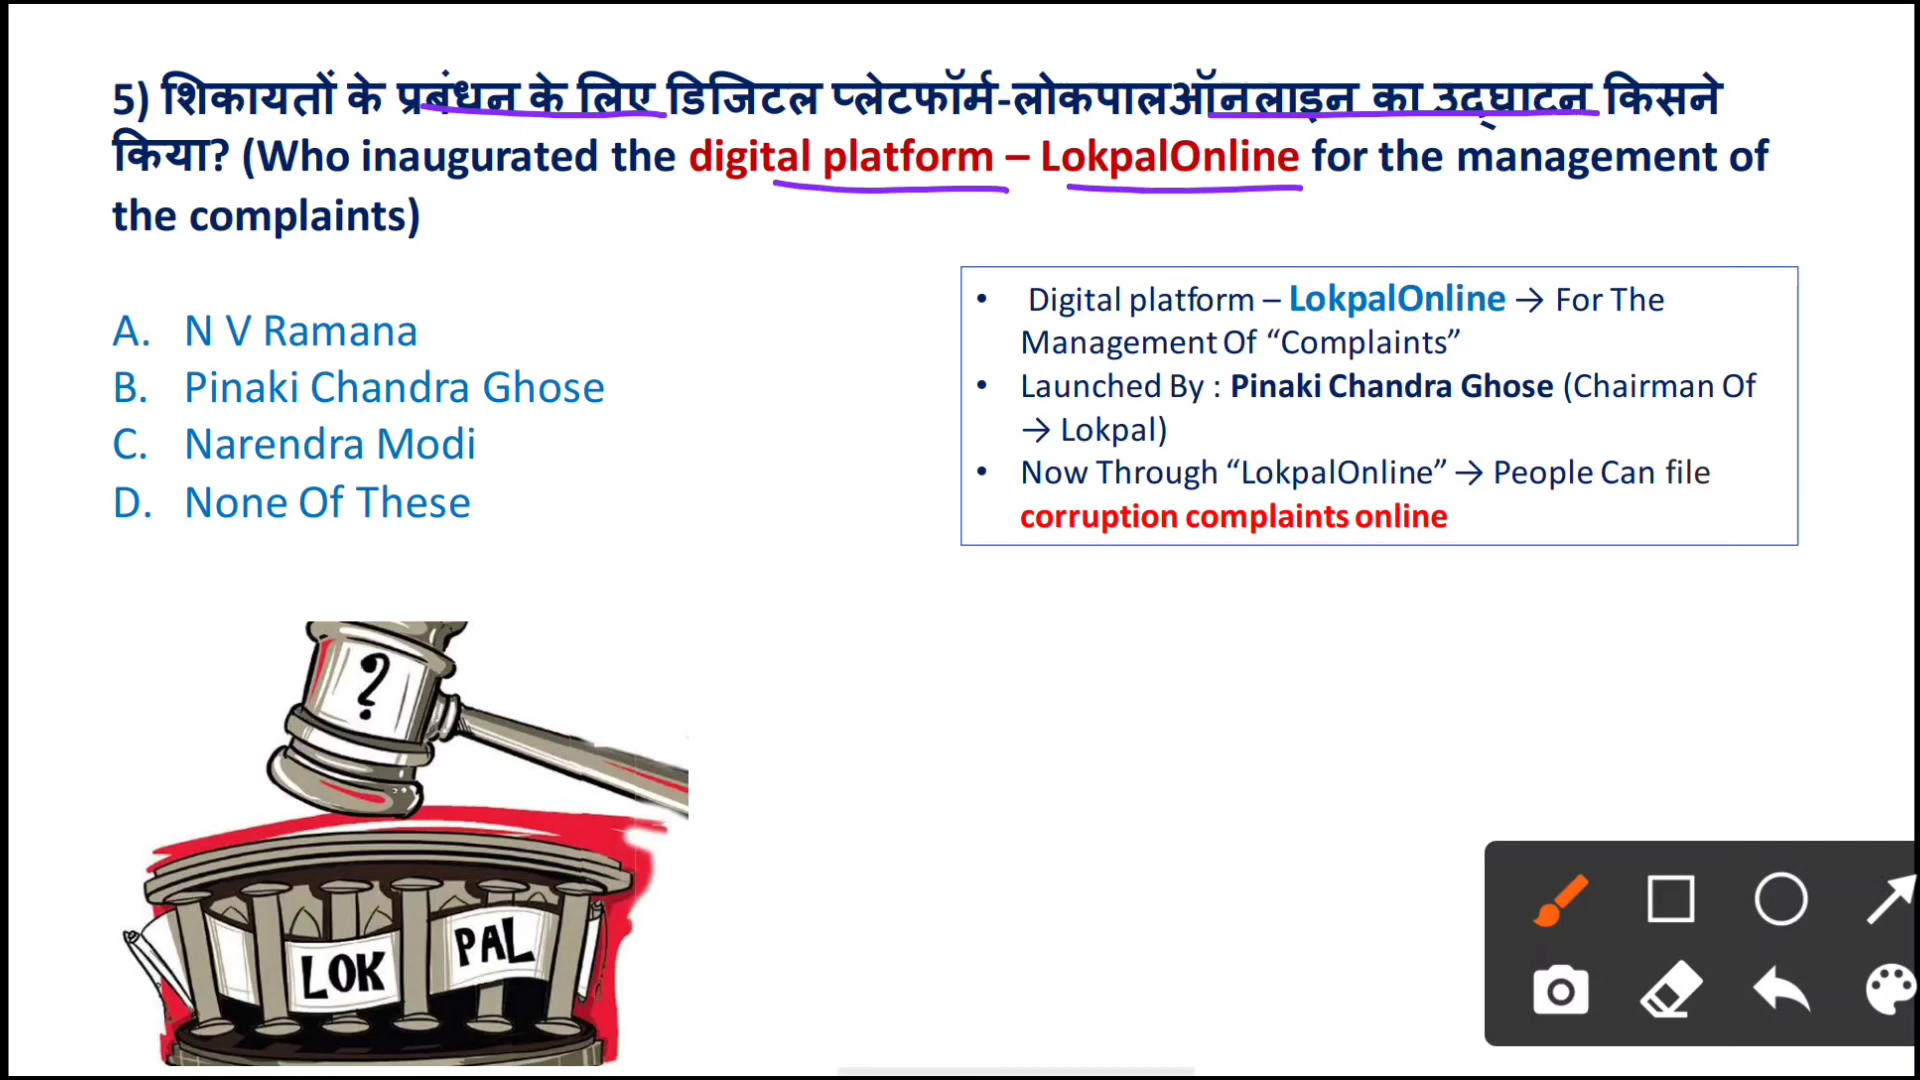 5) शिकायतों के प्रबंधन के लिए डिजिटल प्लेटफॉर्म-लोकपालऑनलाइन का उद्घाटन किसने
किया? (Who inaugurated the digital platform – LokpalOnline for the management of
the complaints)
A. N V Ramana
B. Pinaki Chandra Ghose
C. Narendra Modi
D. None Of These
• Digital platform – LokpalOnline → For The
Management Of “Complaints”
• Launched By : Pinaki Chandra Ghose (Chairman Of
→ Lokpal)
• Now Through “LokpalOnline” → People Can file
corruption complaints online
?
LOK PAL